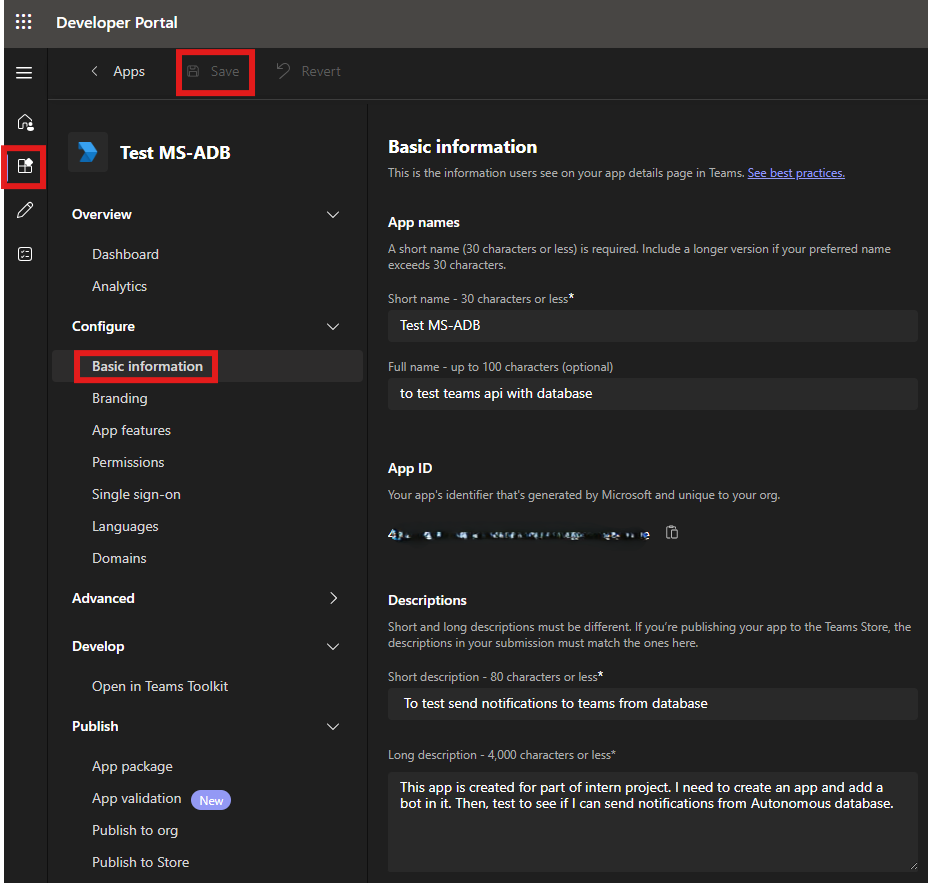 Developer Portal
Apps
Save
Revert
Test MS-ADB
Overview
Dashboard
Analytics
Configure
Basic information
Branding
App features
Permissions
Single sign-on
Languages
Domains
Advanced
Develop
Open in Teams Toolkit
Publish
App package
App validation New
Publish to org
Publish to Store
Basic information
This is the information users see on your app details page in Teams. See best practices.
App names
A short name (30 characters or less) is required. Include a longer version if your preferred name
exceeds 30 characters.
Short name - 30 characters or less*
Test MS-ADB
Full name - up to 100 characters (optional)
to test teams api with database
App ID
Your app's identifier that's generated by Microsoft and unique to your org.
Descriptions
Short and long descriptions must be different. If you're publishing your app to the Teams Store, the
descriptions in your submission must match the ones here.
Short description - 80 characters or less*
To test send notifications to teams from database
Long description - 4,000 characters or less*
This app is created for part of intern project. I need to create an app and add a
bot in it. Then, test to see if I can send notifications from Autonomous database.